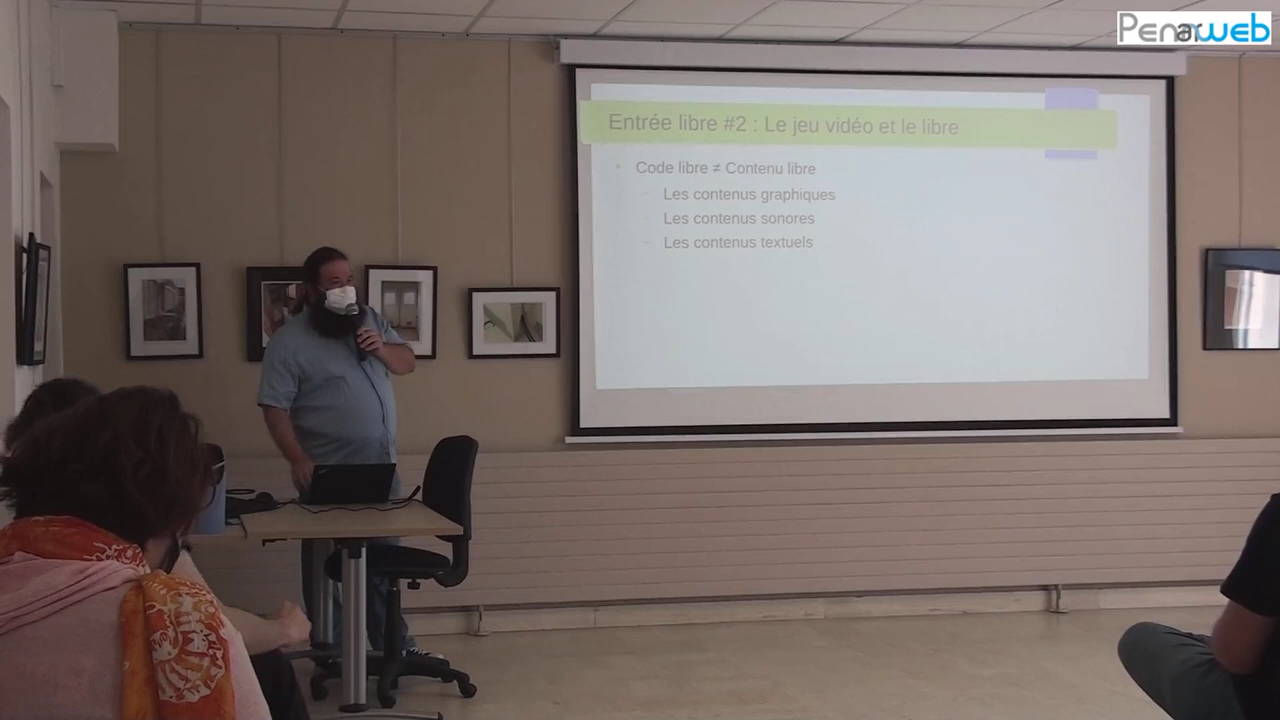 Penarweb
Entrée libre #2 : Le jeu vidéo et le libre
Code libre ≠ Contenu libre
Les contenus graphiques
Les contenus sonores
Les contenus textuels